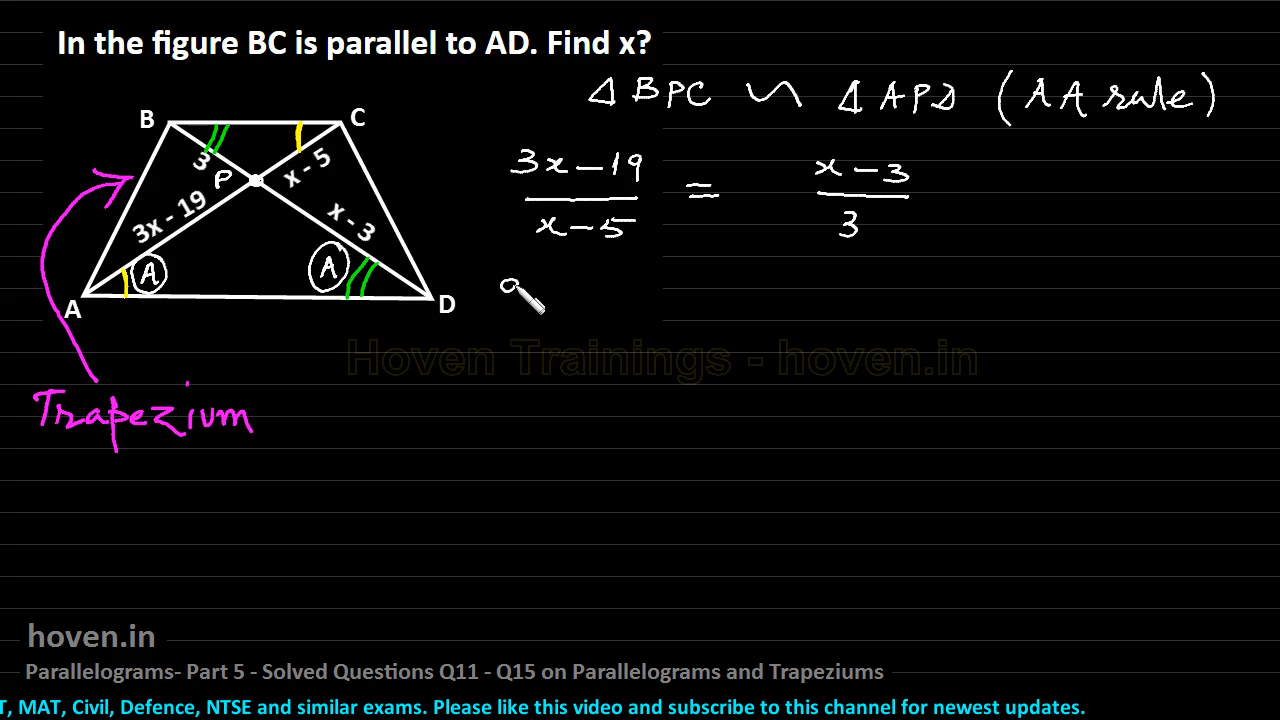 In the figure BC is parallel to AD. Find x?
Δ BPC ∽ Δ APD (AA rule)
B
C
3
P
x - 5
3x - 19
x - 3
A
A
A
D
3x-19 / x-5 = x-3 / 3
Hoven Trainings - hoven.in
Trapezium
hoven.in
Parallelograms- Part 5 - Solved Questions Q11 - Q15 on Parallelograms and Trapeziums
T, MAT, Civil, Defence, NTSE and similar exams. Please like this video and subscribe to this channel for newest updates.